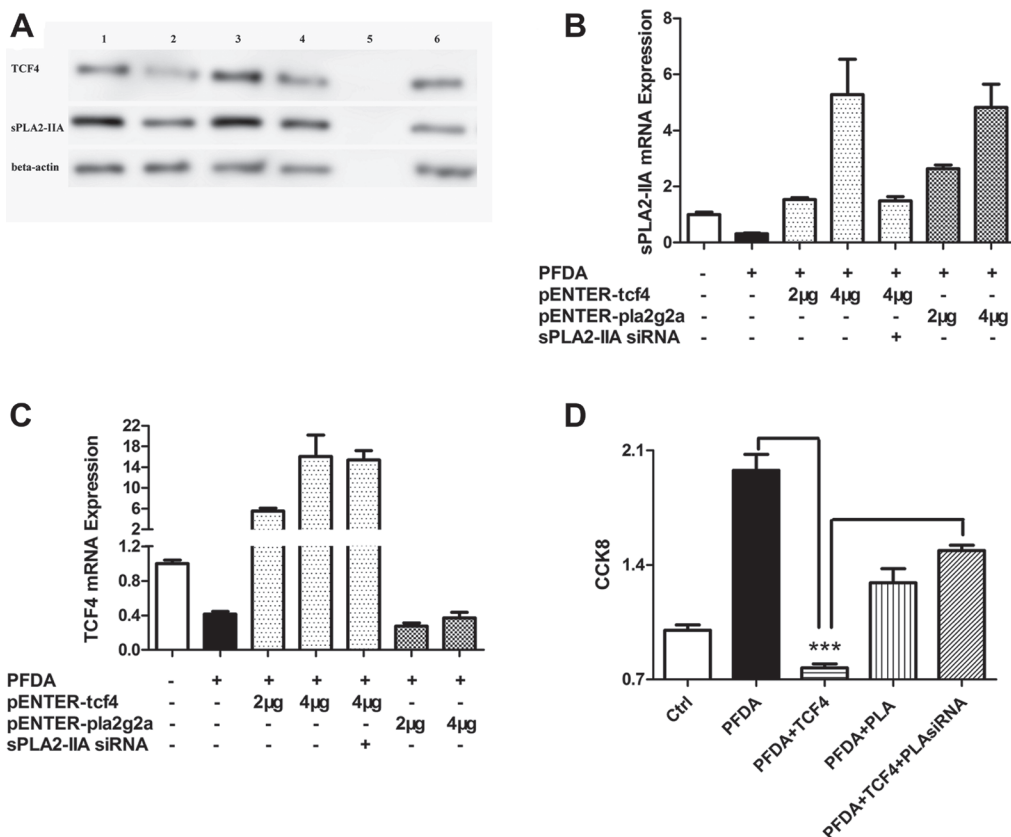 A
1 2 3 4 5 6
TCF4
sPLA2-IIA
beta-actin
B
sPLA2-IIA mRNA Expression
8
6
4
2
0
PFDA - + + + + + +
pENTER-tcf4 - - 2μg 4μg 4μg - -
pENTER-pla2g2a - - - - - 2μg 4μg
sPLA2-IIA siRNA - - - - + - -
C
TCF4 mRNA Expression
22
18
14
10
6
2
1.2
0.8
0.4
0.0
PFDA - + + + + + +
pENTER-tcf4 - - 2μg 4μg 4μg - -
pENTER-pla2g2a - - - - - 2μg 4μg
sPLA2-IIA siRNA - - - - + - -
D
CCK8
2.1
1.4
0.7
***
Ctrl
PFDA
PFDA+TCF4
PFDA+PLA
PFDA+TCF4+PLAsiRNA